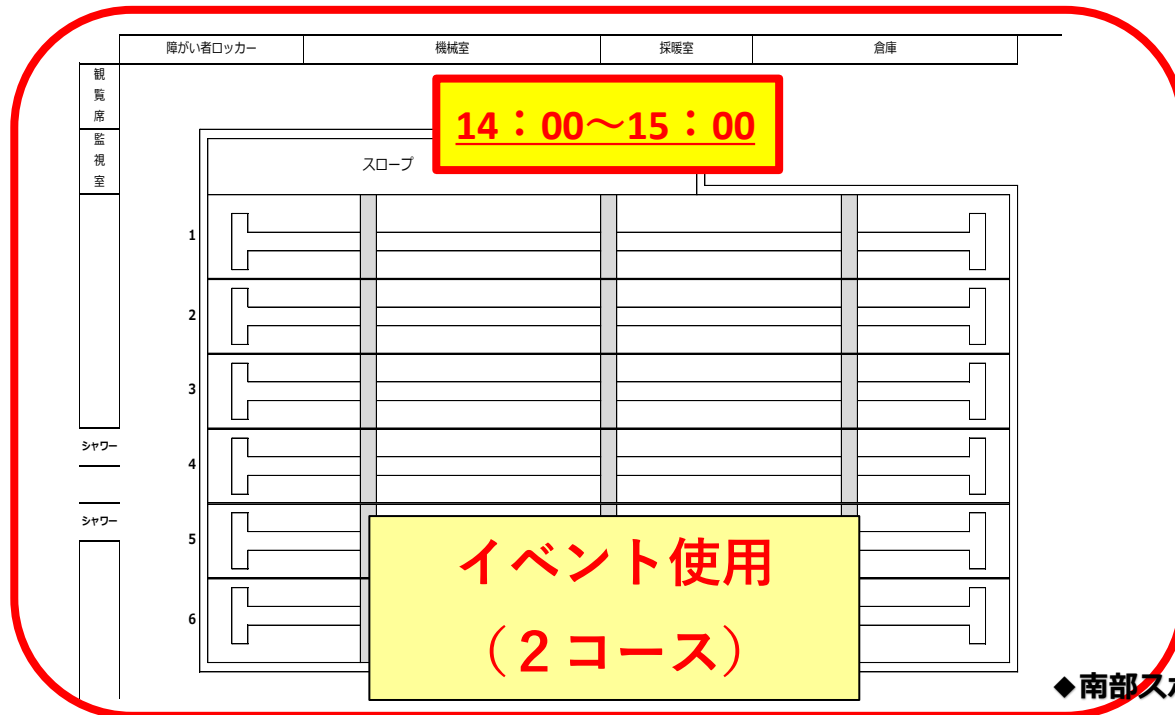 障がい者ロッカー 機械室 採暖室 倉庫
観覧席
監視室
14：00～15：00
スロープ
1
2
3
シャワー
4
シャワー
5
6
イベント使用
（２コース）
◆南部スポ